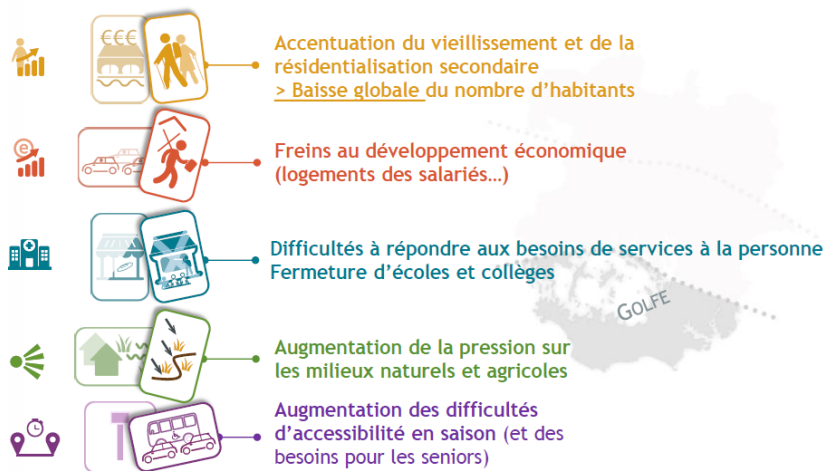 €€€
Accentuation du vieillissement et de la
résidentialisation secondaire
> Baisse globale du nombre d’habitants
e
Freins au développement économique
(logements des salariés…)
Difficultés à répondre aux besoins de services à la personne
Fermeture d’écoles et collèges
GOLFE
Augmentation de la pression sur
les milieux naturels et agricoles
Augmentation des difficultés
d’accessibilité en saison (et des
besoins pour les seniors)